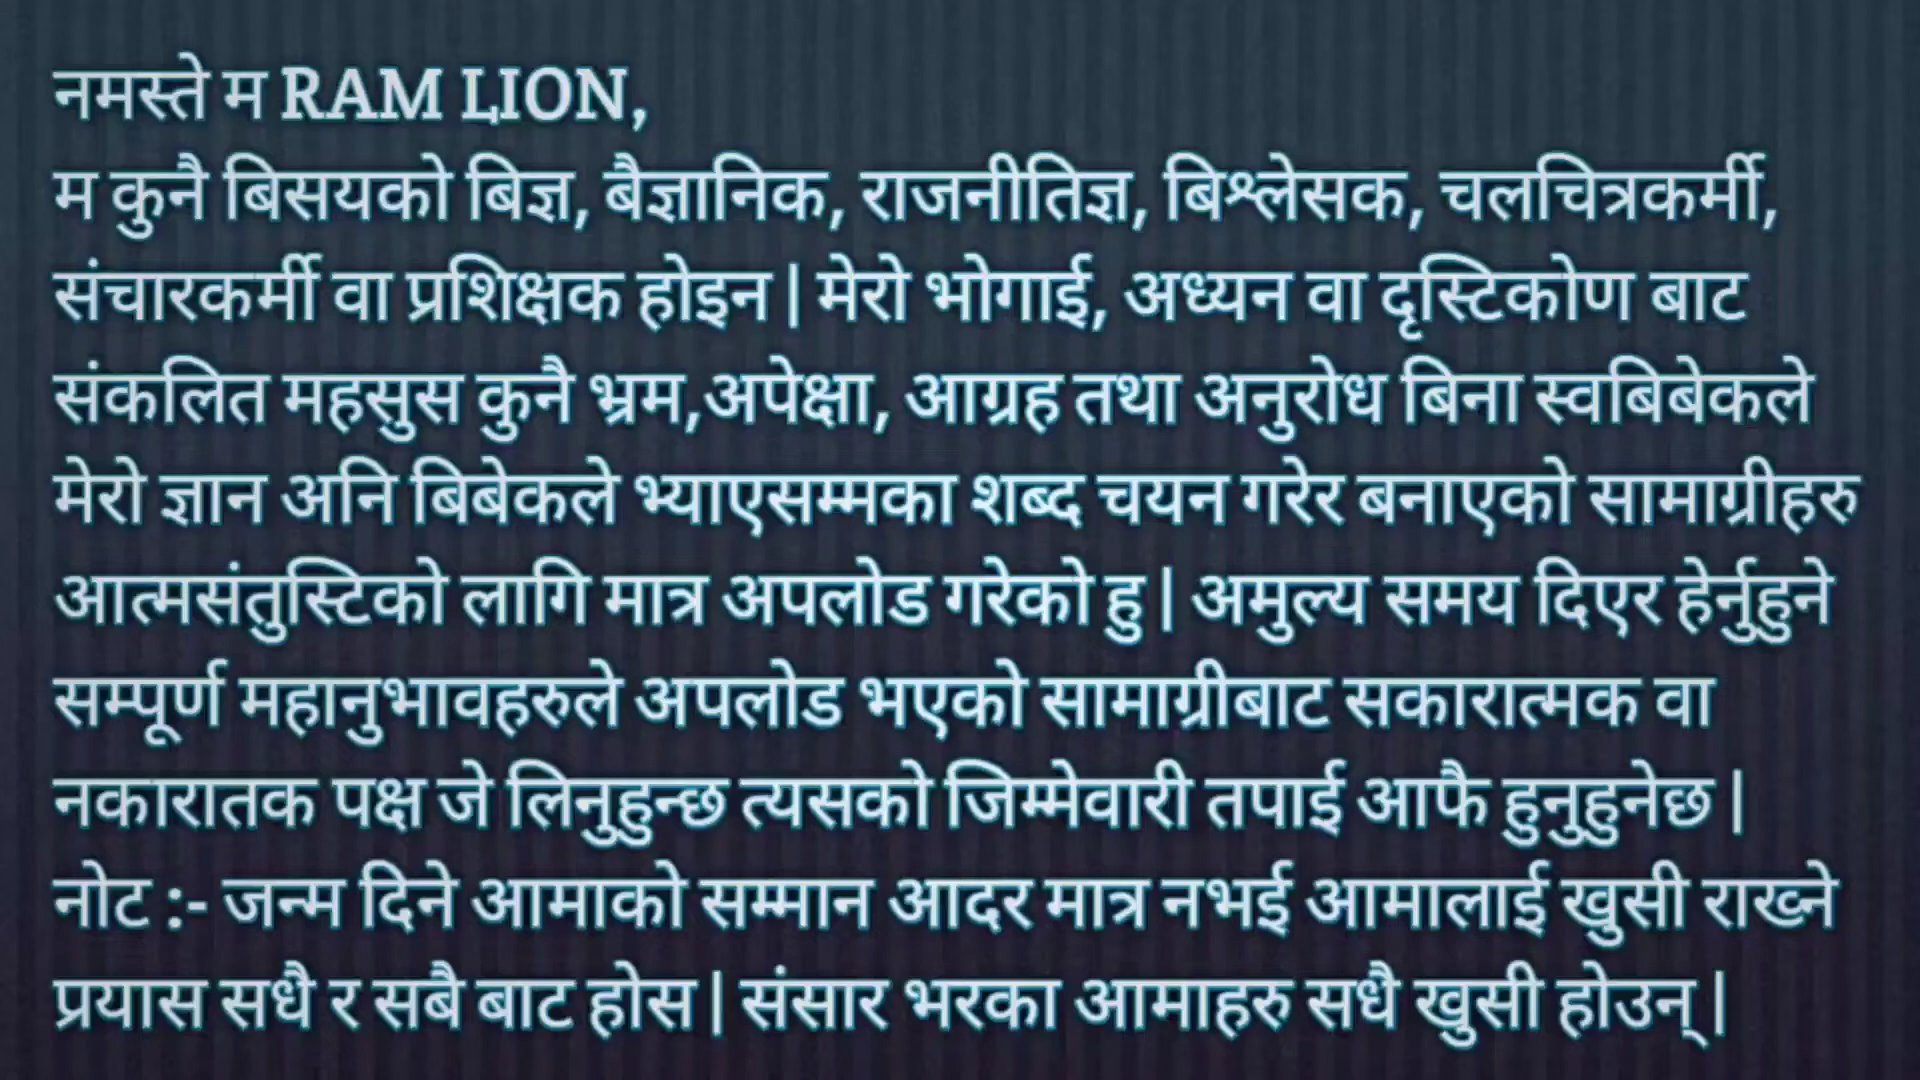 नमस्ते म RAM LION,
म कुनै बिसयको बिज्ञ, बैज्ञानिक, राजनीतिज्ञ, बिश्लेसक, चलचित्रकर्मी,
संचारकर्मी वा प्रशिक्षक होइन | मेरो भोगाई, अध्यन वा दृस्टिकोण बाट
संकलित महसुस कुनै भ्रम,अपेक्षा, आग्रह तथा अनुरोध बिना स्वबिबेकले
मेरो ज्ञान अनि बिबेकले भ्याएसम्मका शब्द चयन गरेर बनाएको सामाग्रीहरु
आत्मसंतुस्टिको लागि मात्र अपलोड गरेको हु | अमुल्य समय दिएर हेर्नुहुने
सम्पूर्ण महानुभावहरुले अपलोड भएको सामाग्रीबाट सकारात्मक वा
नकारातक पक्ष जे लिनुहुन्छ त्यसको जिम्मेवारी तपाई आफै हुनुहुनेछ |
नोट :- जन्म दिने आमाको सम्मान आदर मात्र नभई आमालाई खुसी राख्ने
प्रयास सधै र सबै बाट होस | संसार भरका आमाहरु सधै खुसी होउन् |